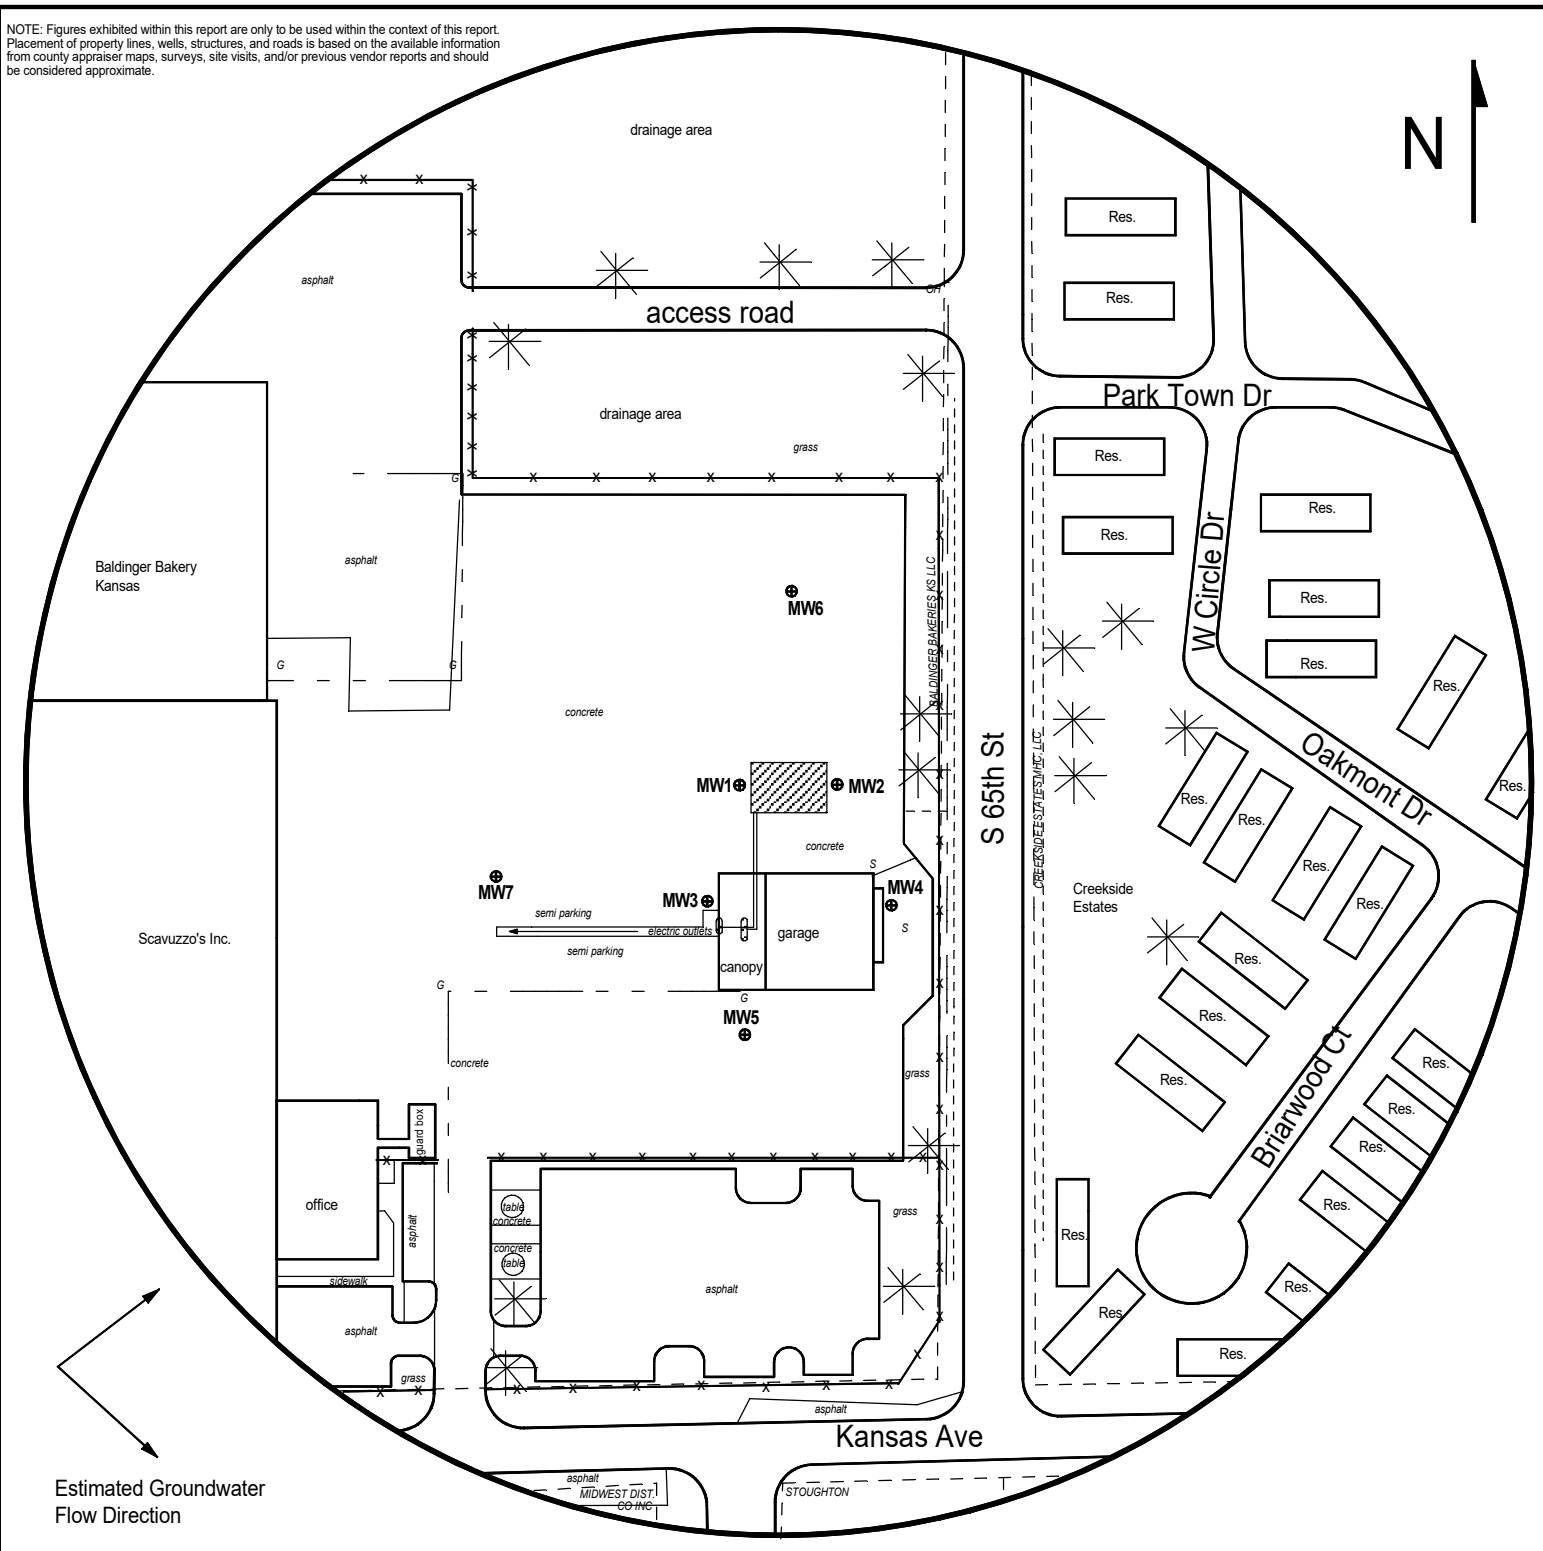 NOTE: Figures exhibited within this report are only to be used within the context of this report.
Placement of property lines, wells, structures, and roads is based on the available information
from county appraiser maps, surveys, site visits, and/or previous vendor reports and should
be considered approximate.
N
drainage area
x x
asphalt
Res.
Res.
OH
access road
Park Town Dr
drainage area
grass
Res.
G
x x x x x x x x
Res.
Res.
Res.
Res.
Res.
W Circle Dr
Baldinger Bakery
Kansas
asphalt
BALDINGER BAKERIES KS LLC
MW6
G
G
concrete
S 65th St
CREEKSIDE ESTATES MHC, LLC
Oakmont Dr
MW1
MW2
Res.
Res.
Res.
Res.
Res.
concrete
S
MW7
MW3
MW4
Creekside
Estates
semi parking
electric outlets
semi parking
garage
S
canopy
Scavuzzo's Inc.
Res.
Res.
Res.
G
G
MW5
concrete
grass
Briarwood Ct
Res.
Res.
Res.
Res.
guard box
x x x x x x x x x
office
asphalt
table
concrete
concrete
table
grass
asphalt
Res.
Res.
Res.
Res.
sidewalk
asphalt
grass
x x x x x x x x x
asphalt
Kansas Ave
Estimated Groundwater
Flow Direction
asphalt
MIDWEST DIST.
CO INC
STOUGHTON